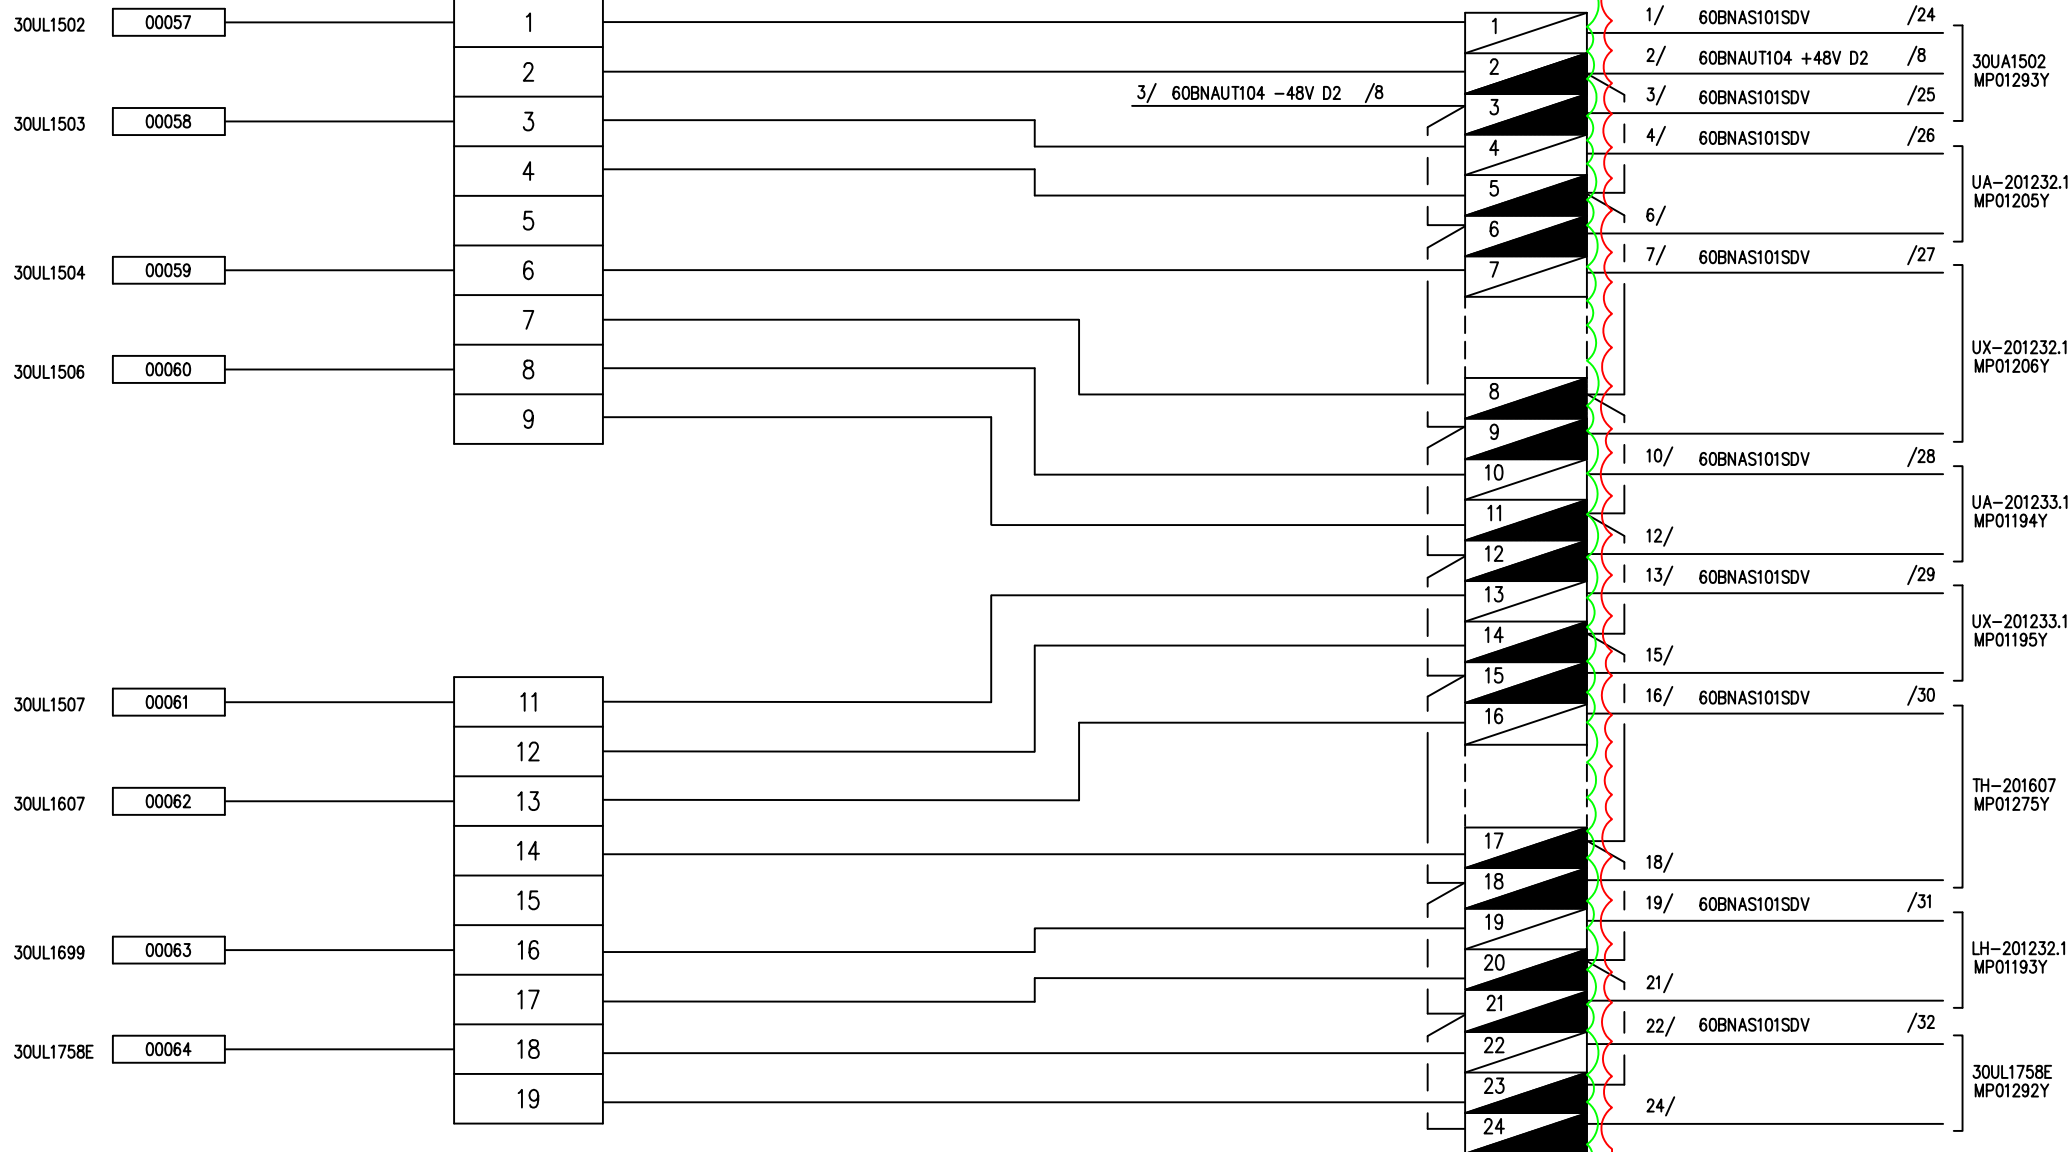 30UL1502 00057
30UL1503 00058
30UL1504 00059
30UL1506 00060
30UL1507 00061
30UL1607 00062
30UL1699 00063
30UL1758E 00064
1
2
3
4
5
6
7
8
9
11
12
13
14
15
16
17
18
19
3/ 60BNAUT104 -48V D2 /8
1
2
3
4
5
6
7
8
9
10
11
12
13
14
15
16
17
18
19
20
21
22
23
24
1/ 60BNAS101SDV /24
2/ 60BNAUT104 +48V D2 /8
3/ 60BNAS101SDV /25
4/ 60BNAS101SDV /26
6/
7/ 60BNAS101SDV /27
10/ 60BNAS101SDV /28
12/
13/ 60BNAS101SDV /29
15/
16/ 60BNAS101SDV /30
18/
19/ 60BNAS101SDV /31
21/
22/ 60BNAS101SDV /32
24/
30UA1502
MP01293Y
UA-201232.1
MP01205Y
UX-201232.1
MP01206Y
UA-201233.1
MP01194Y
UX-201233.1
MP01195Y
TH-201607
MP01275Y
LH-201232.1
MP01193Y
30UL1758E
MP01292Y